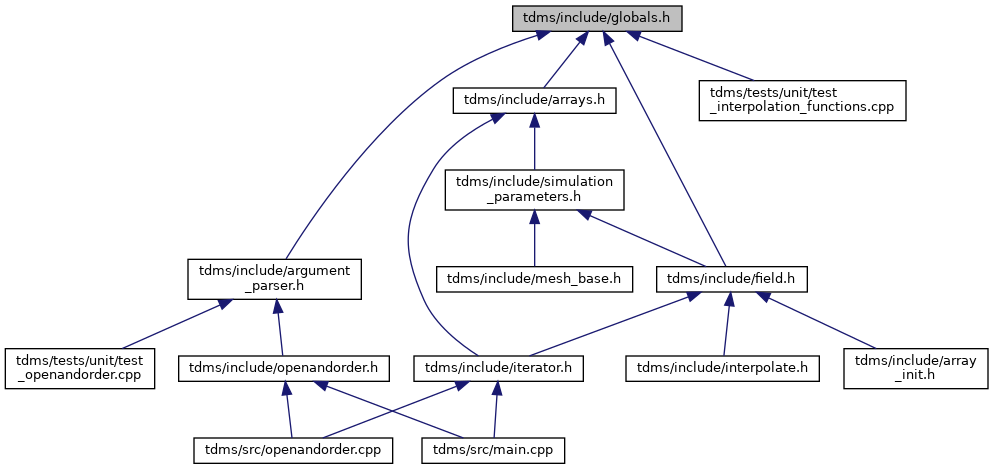 tdms/include/globals.h
tdms/include/arrays.h
tdms/tests/unit/test
_interpolation_functions.cpp
tdms/include/simulation
_parameters.h
tdms/include/argument
_parser.h
tdms/include/mesh_base.h
tdms/include/field.h
tdms/tests/unit/test
_openandorder.cpp
tdms/include/openandorder.h
tdms/include/iterator.h
tdms/include/interpolate.h
tdms/include/array
_init.h
tdms/src/openandorder.cpp
tdms/src/main.cpp